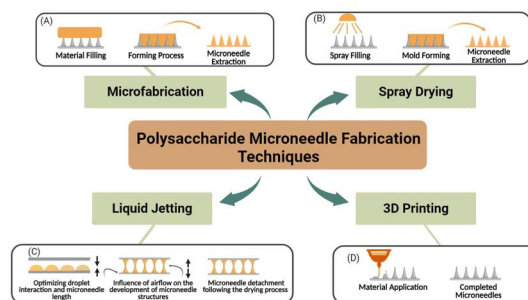 (A)
Material Filling
Forming Process
Microneedle
Extraction
(B)
Spray Filling
Mold Forming
Microneedle
Extraction
Microfabrication
Spray Drying
Polysaccharide Microneedle Fabrication
Techniques
Liquid Jetting
3D Printing
(C)
Optimizing droplet
interaction and microneedle
length
Influence of airflow on the
development of microneedle
structures
Microneedle detachment
following the drying process
(D)
Material Application
Completed
Microneedles